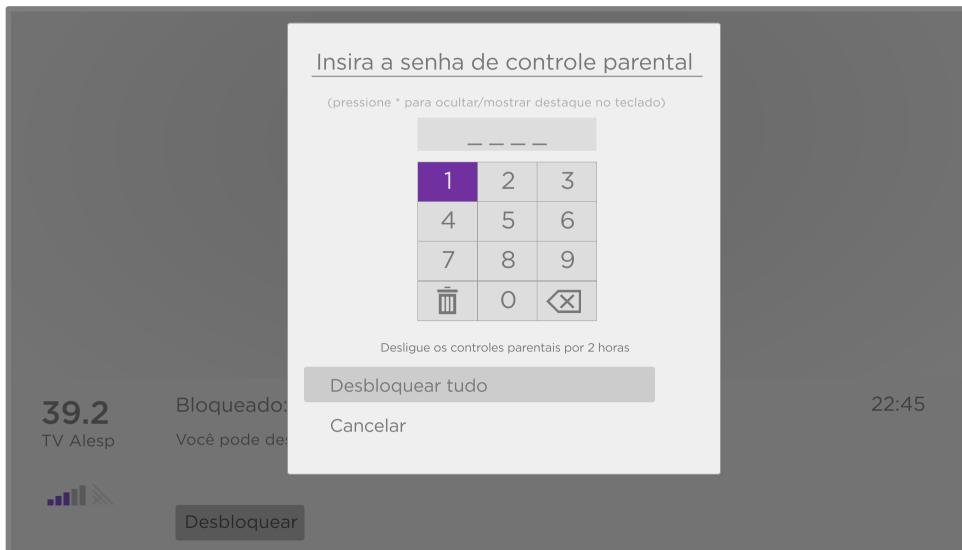 Insira a senha de controle parental
(pressione * para ocultar/mostrar destaque no teclado)
_ _ _ _
1 2 3
4 5 6
7 8 9
0
Desligue os controles parentais por 2 horas
Desbloquear tudo
Cancelar
39.2
TV Alesp
Bloqueado:
Você pode des
22:45
Desbloquear